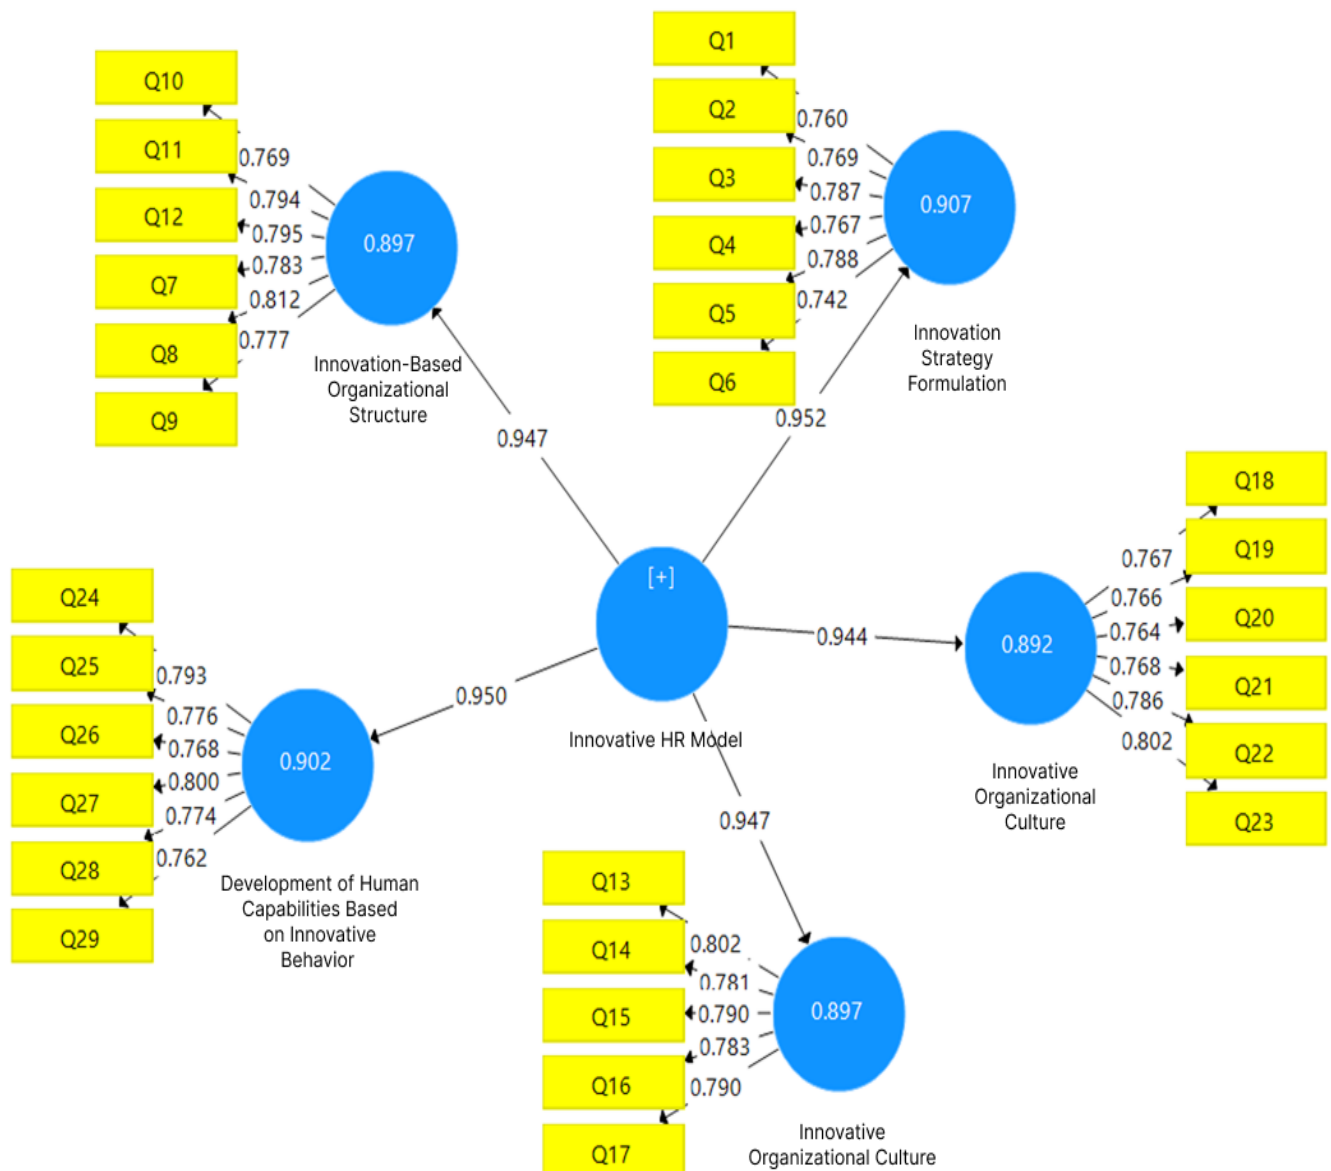 Q10
Q11
Q12
Q7
Q8
Q9
0.769
0.794
0.795
0.783
0.812
0.777
0.897
Innovation-Based
Organizational
Structure
0.947
Q1
Q2
Q3
Q4
Q5
Q6
0.760
0.769
0.787
0.767
0.788
0.742
0.907
Innovation
Strategy
Formulation
0.952
[+]
Innovative HR Model
0.944
0.892
Innovative
Organizational
Culture
0.767
0.766
0.764
0.768
0.786
0.802
Q18
Q19
Q20
Q21
Q22
Q23
Q24
Q25
Q26
Q27
Q28
Q29
0.793
0.776
0.768
0.800
0.774
0.762
0.902
Development of Human
Capabilities Based
on Innovative
Behavior
0.950
0.947
Q13
Q14
Q15
Q16
Q17
0.802
0.781
0.790
0.783
0.790
0.897
Innovative
Organizational Culture